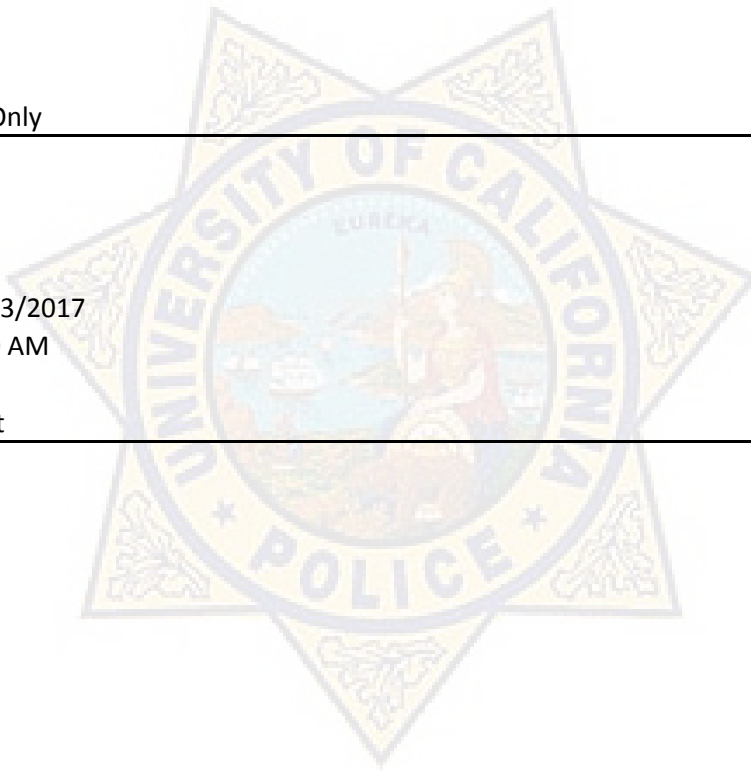 Only
EUREKA
UNIVERSITY OF CALIFORNIA
3/2017
AM
t
POLICE